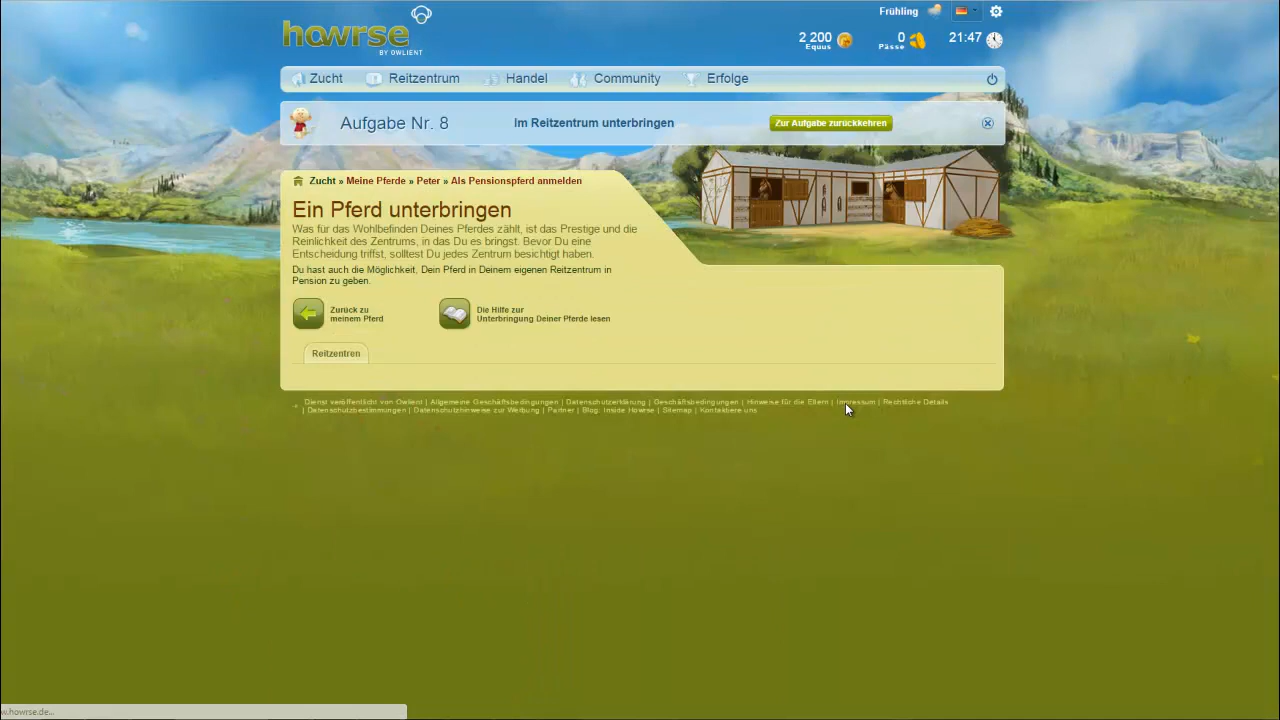 howrse
BY OWLIENT
Frühling
2 200
Equus
0
Pässe
21:47
Zucht
Reitzentrum
Handel
Community
Erfolge
Aufgabe Nr. 8
Im Reitzentrum unterbringen
Zur Aufgabe zurückkehren
Zucht » Meine Pferde » Peter » Als Pensionspferd anmelden
Ein Pferd unterbringen
Was für das Wohlbefinden Deines Pferdes zählt, ist das Prestige und die
Reinlichkeit des Zentrums, in das Du es bringst. Bevor Du eine
Entscheidung triffst, solltest Du jedes Zentrum besichtigt haben.
Du hast auch die Möglichkeit, Dein Pferd in Deinem eigenen Reitzentrum in
Pension zu geben.
Zurück zu
meinem Pferd
Die Hilfe zur
Unterbringung Deiner Pferde lesen
Reitzentren
Dienst veröffentlicht von Owlient | Allgemeine Geschäftsbedingungen | Datenschutzerklärung | Geschäftsbedingungen | Hinweise für die Eltern | Impressum | Rechtliche Details
| Datenschutzbestimmungen | Datenschutzhinweise zur Werbung | Partner | Blog: Inside Howrse | Sitemap | Kontaktiere uns
w.howrse.de...